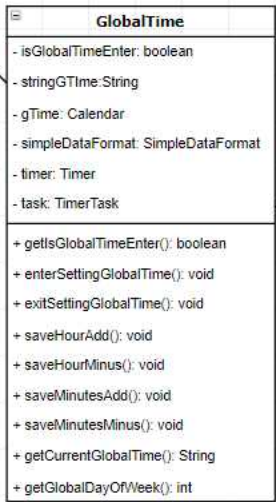 GlobalTime
- isGlobalTimeEnter: boolean
- stringGTIme:String
- gTime: Calendar
- simpleDataFormat: SimpleDataFormat
- timer: Timer
- task: TimerTask
+ getIsGlobalTimeEnter(): boolean
+ enterSettingGlobalTime(): void
+ exitSettingGlobalTime(): void
+ saveHourAdd(): void
+ saveHourMinus(): void
+ saveMinutesAdd(): void
+ saveMinutesMinus(): void
+ getCurrentGlobalTime(): String
+ getGlobalDayOfWeek(): int